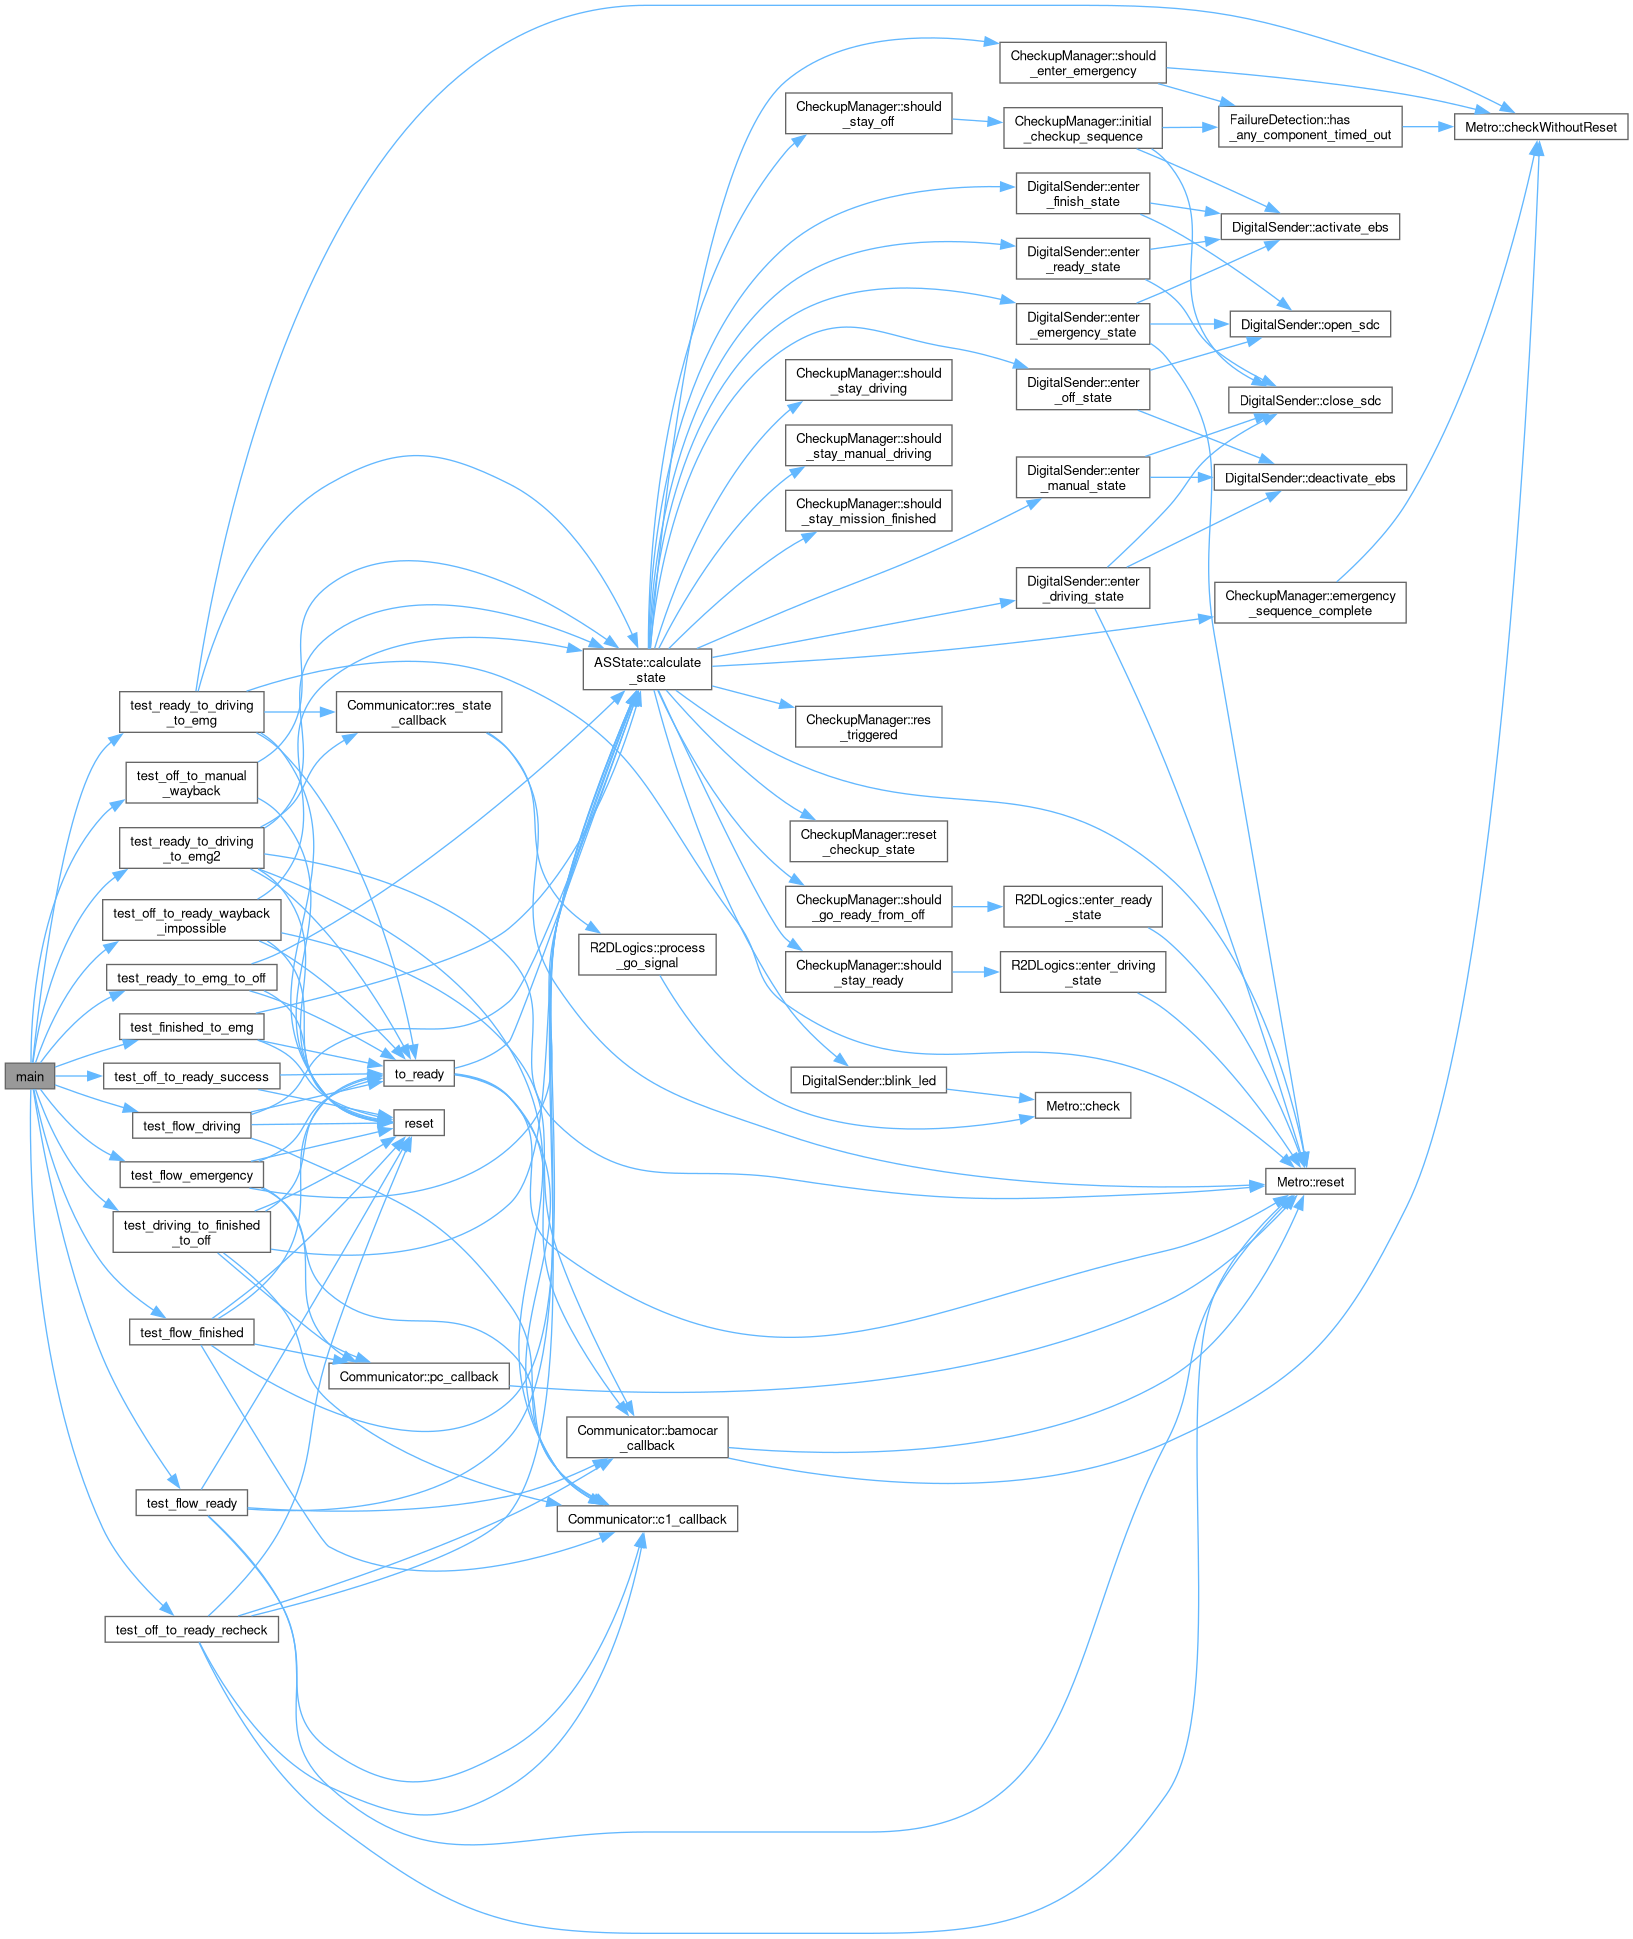 main
test_ready_to_driving
_to_emg
test_off_to_manual
_wayback
test_ready_to_driving
_to_emg2
test_off_to_ready_wayback
_impossible
test_ready_to_emg_to_off
test_finished_to_emg
test_off_to_ready_success
test_flow_driving
test_flow_emergency
test_driving_to_finished
_to_off
test_flow_finished
test_flow_ready
test_off_to_ready_recheck
Communicator::res_state
_callback
to_ready
reset
Communicator::pc_callback
ASState::calculate
_state
R2DLogics::process
_go_signal
Communicator::bamocar
_callback
Communicator::c1_callback
CheckupManager::should
_stay_off
CheckupManager::should
_stay_driving
CheckupManager::should
_stay_manual_driving
CheckupManager::should
_stay_mission_finished
CheckupManager::res
_triggered
CheckupManager::reset
_checkup_state
CheckupManager::should
_go_ready_from_off
CheckupManager::should
_stay_ready
DigitalSender::blink_led
CheckupManager::should
_enter_emergency
CheckupManager::initial
_checkup_sequence
DigitalSender::enter
_finish_state
DigitalSender::enter
_ready_state
DigitalSender::enter
_emergency_state
DigitalSender::enter
_off_state
DigitalSender::enter
_manual_state
DigitalSender::enter
_driving_state
R2DLogics::enter_ready
_state
R2DLogics::enter_driving
_state
Metro::check
FailureDetection::has
_any_component_timed_out
DigitalSender::activate_ebs
DigitalSender::open_sdc
DigitalSender::close_sdc
DigitalSender::deactivate_ebs
CheckupManager::emergency
_sequence_complete
Metro::reset
Metro::checkWithoutReset